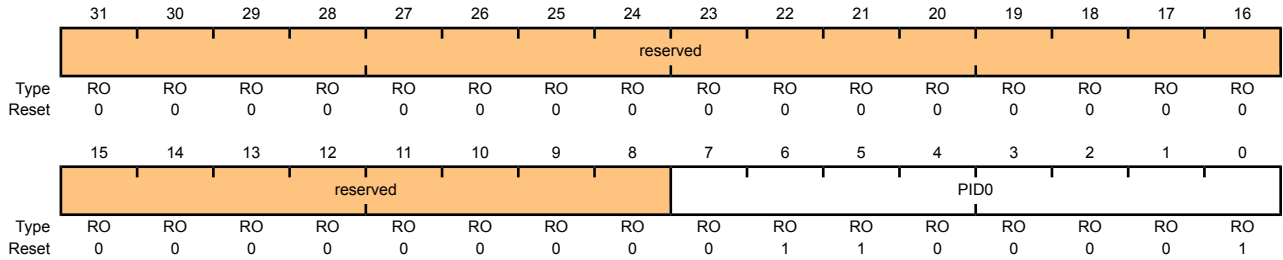 31 30 29 28 27 26 25 24 23 22 21 20 19 18 17 16
reserved
Type RO RO RO RO RO RO RO RO RO RO RO RO RO RO RO RO
Reset 0 0 0 0 0 0 0 0 0 0 0 0 0 0 0 0
15 14 13 12 11 10 9 8 7 6 5 4 3 2 1 0
reserved PID0
Type RO RO RO RO RO RO RO RO RO RO RO RO RO RO RO RO
Reset 0 0 0 0 0 0 0 0 0 1 1 0 0 0 0 1